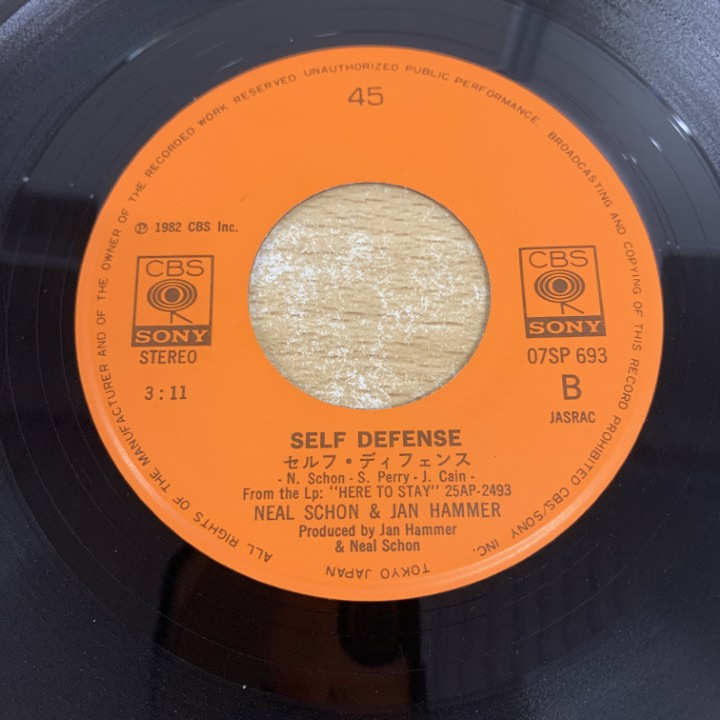 ALL RIGHTS OF THE MANUFACTURER AND OF THE OWNER OF THE RECORDED WORK RESERVED UNAUTHORIZED PUBLIC PERFORMANCE. BROADCASTING AND COPYING OF THIS RECORD PROHIBITED CBS/SONY INC.
45
℗ 1982 CBS Inc.
CBS
SONY
STEREO
3:11
CBS
SONY
07SP 693
B
JASRAC
SELF DEFENSE
セルフ・ディフェンス
- N. Schon - S. Perry - J. Cain -
From the Lp: "HERE TO STAY" 25AP-2493
NEAL SCHON & JAN HAMMER
Produced by Jan Hammer
& Neal Schon
TOKYO JAPAN